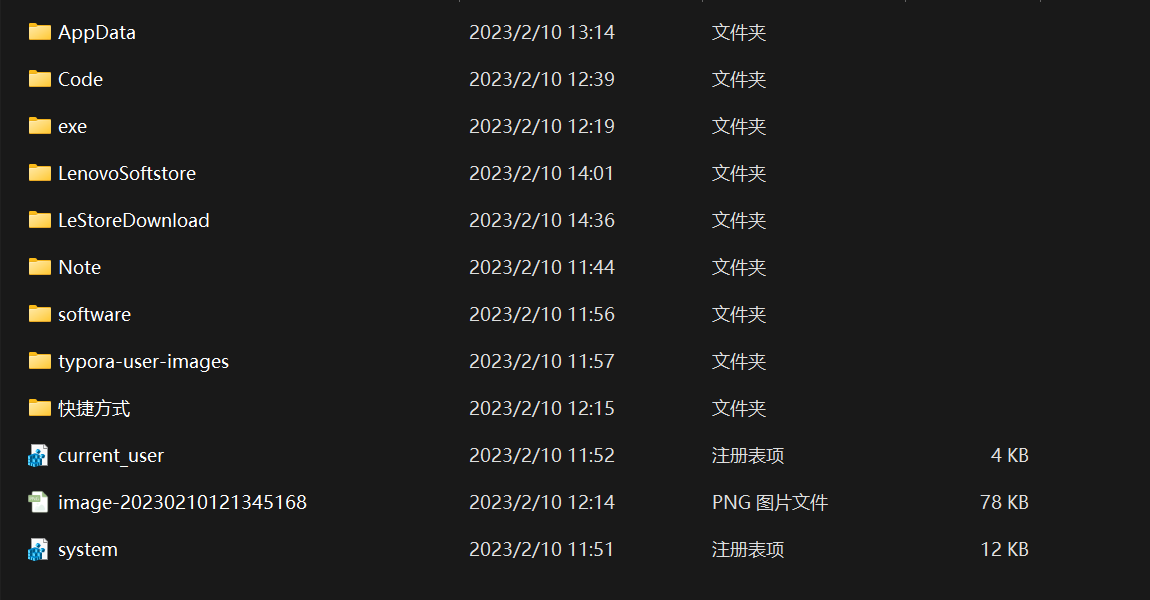 AppData 2023/2/10 13:14 文件夹
Code 2023/2/10 12:39 文件夹
exe 2023/2/10 12:19 文件夹
LenovoSoftstore 2023/2/10 14:01 文件夹
LeStoreDownload 2023/2/10 14:36 文件夹
Note 2023/2/10 11:44 文件夹
software 2023/2/10 11:56 文件夹
typora-user-images 2023/2/10 11:57 文件夹
快捷方式 2023/2/10 12:15 文件夹
current_user 2023/2/10 11:52 注册表项 4 KB
image-20230210121345168 2023/2/10 12:14 PNG 图片文件 78 KB
system 2023/2/10 11:51 注册表项 12 KB